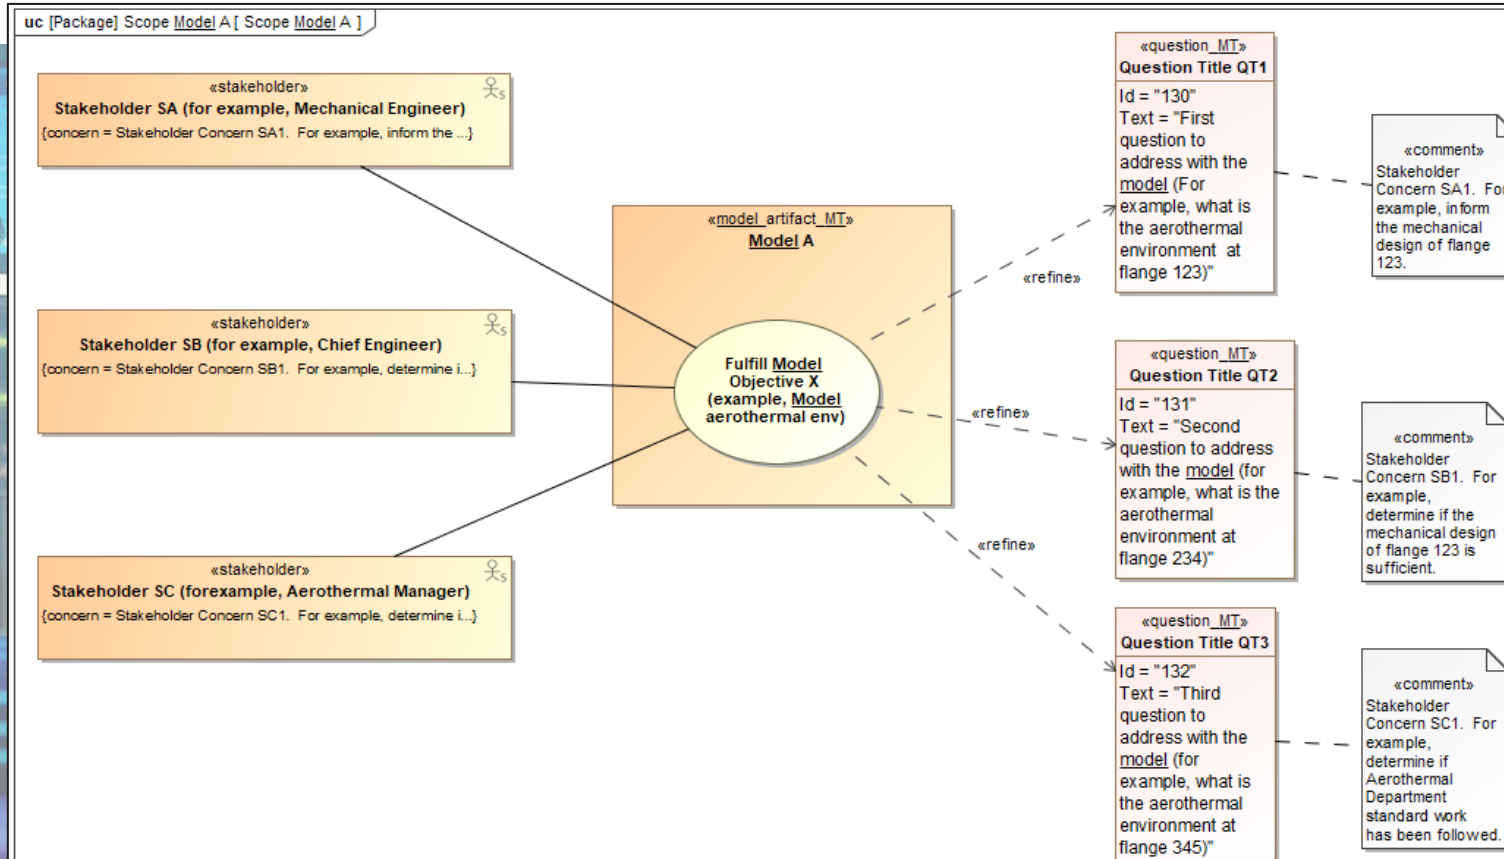 uc [Package] Scope Model A [ Scope Model A ]
«stakeholder»
Stakeholder SA (for example, Mechanical Engineer)
{concern = Stakeholder Concern SA1.  For example, inform the ...}
«stakeholder»
Stakeholder SB (for example, Chief Engineer)
{concern = Stakeholder Concern SB1.  For example, determine i...}
«stakeholder»
Stakeholder SC (forexample, Aerothermal Manager)
{concern = Stakeholder Concern SC1.  For example, determine i...}
«model_artifact_MT»
Model A
Fulfill Model
Objective X
(example, Model
aerothermal env)
«refine»
«refine»
«refine»
«question_MT»
Question Title QT1
Id = "130"
Text = "First
question to
address with the
model (For
example, what is
the aerothermal
environment  at
flange 123)"
«comment»
Stakeholder
Concern SA1.  For
example, inform
the mechanical
design of flange
123.
«question_MT»
Question Title QT2
Id = "131"
Text = "Second
question to address
with the model (for
example, what is the
aerothermal
environment at
flange 234)"
«comment»
Stakeholder
Concern SB1.  For
example,
determine if the
mechanical design
of flange 123 is
sufficient.
«question_MT»
Question Title QT3
Id = "132"
Text = "Third
question to
address with the
model (for
example, what is
the aerothermal
environment at
flange 345)"
«comment»
Stakeholder
Concern SC1.  For
example,
determine if
Aerothermal
Department
standard work
has been followed.